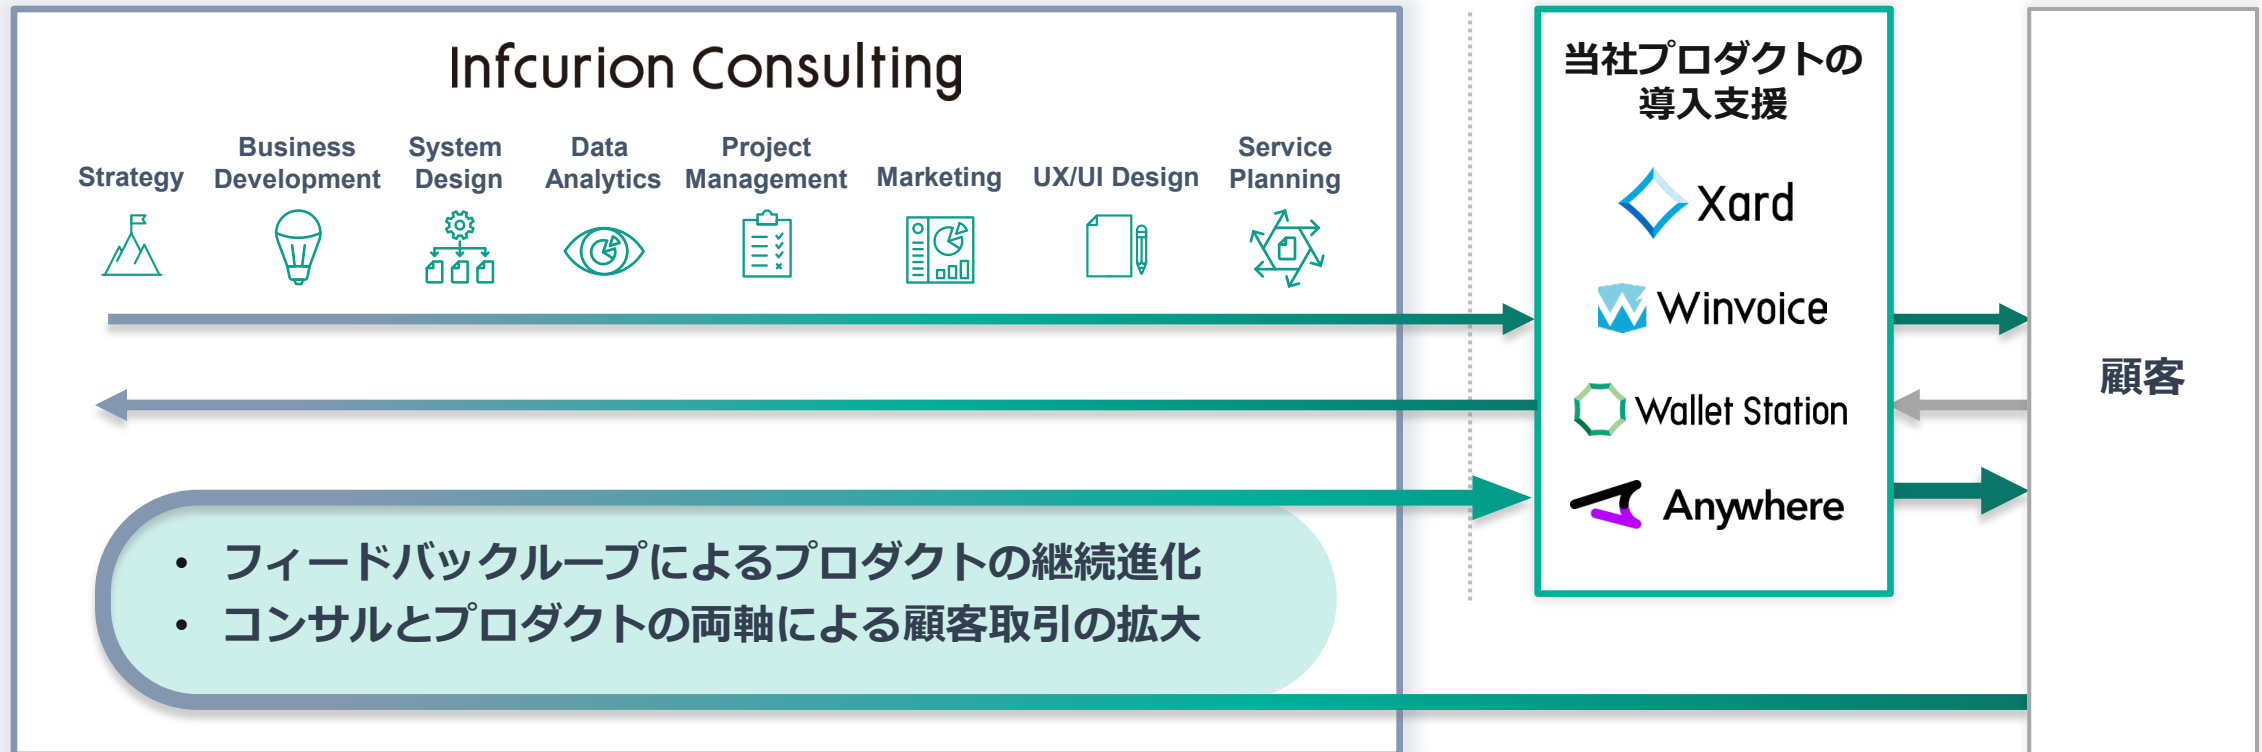 Infcurion Consulting
Strategy
Business
Development
System
Design
Data
Analytics
Project
Management
Marketing
UX/UI Design
Service
Planning
• フィードバックループによるプロダクトの継続進化
• コンサルとプロダクトの両軸による顧客取引の拡大
当社プロダクトの
導入支援
Xard
Winvoice
Wallet Station
Anywhere
顧客